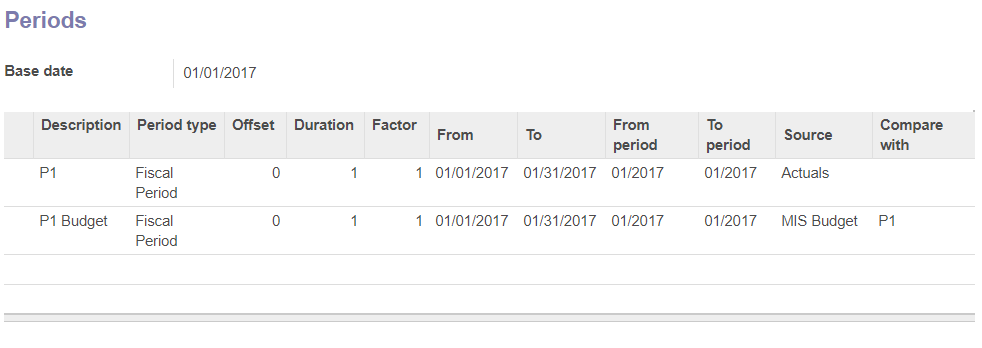 Periods
Base date 01/01/2017
Description Period type Offset Duration Factor From To From period To period Source Compare with
P1 Fiscal Period 0 1 1 01/01/2017 01/31/2017 01/2017 01/2017 Actuals
P1 Budget Fiscal Period 0 1 1 01/01/2017 01/31/2017 01/2017 01/2017 MIS Budget P1